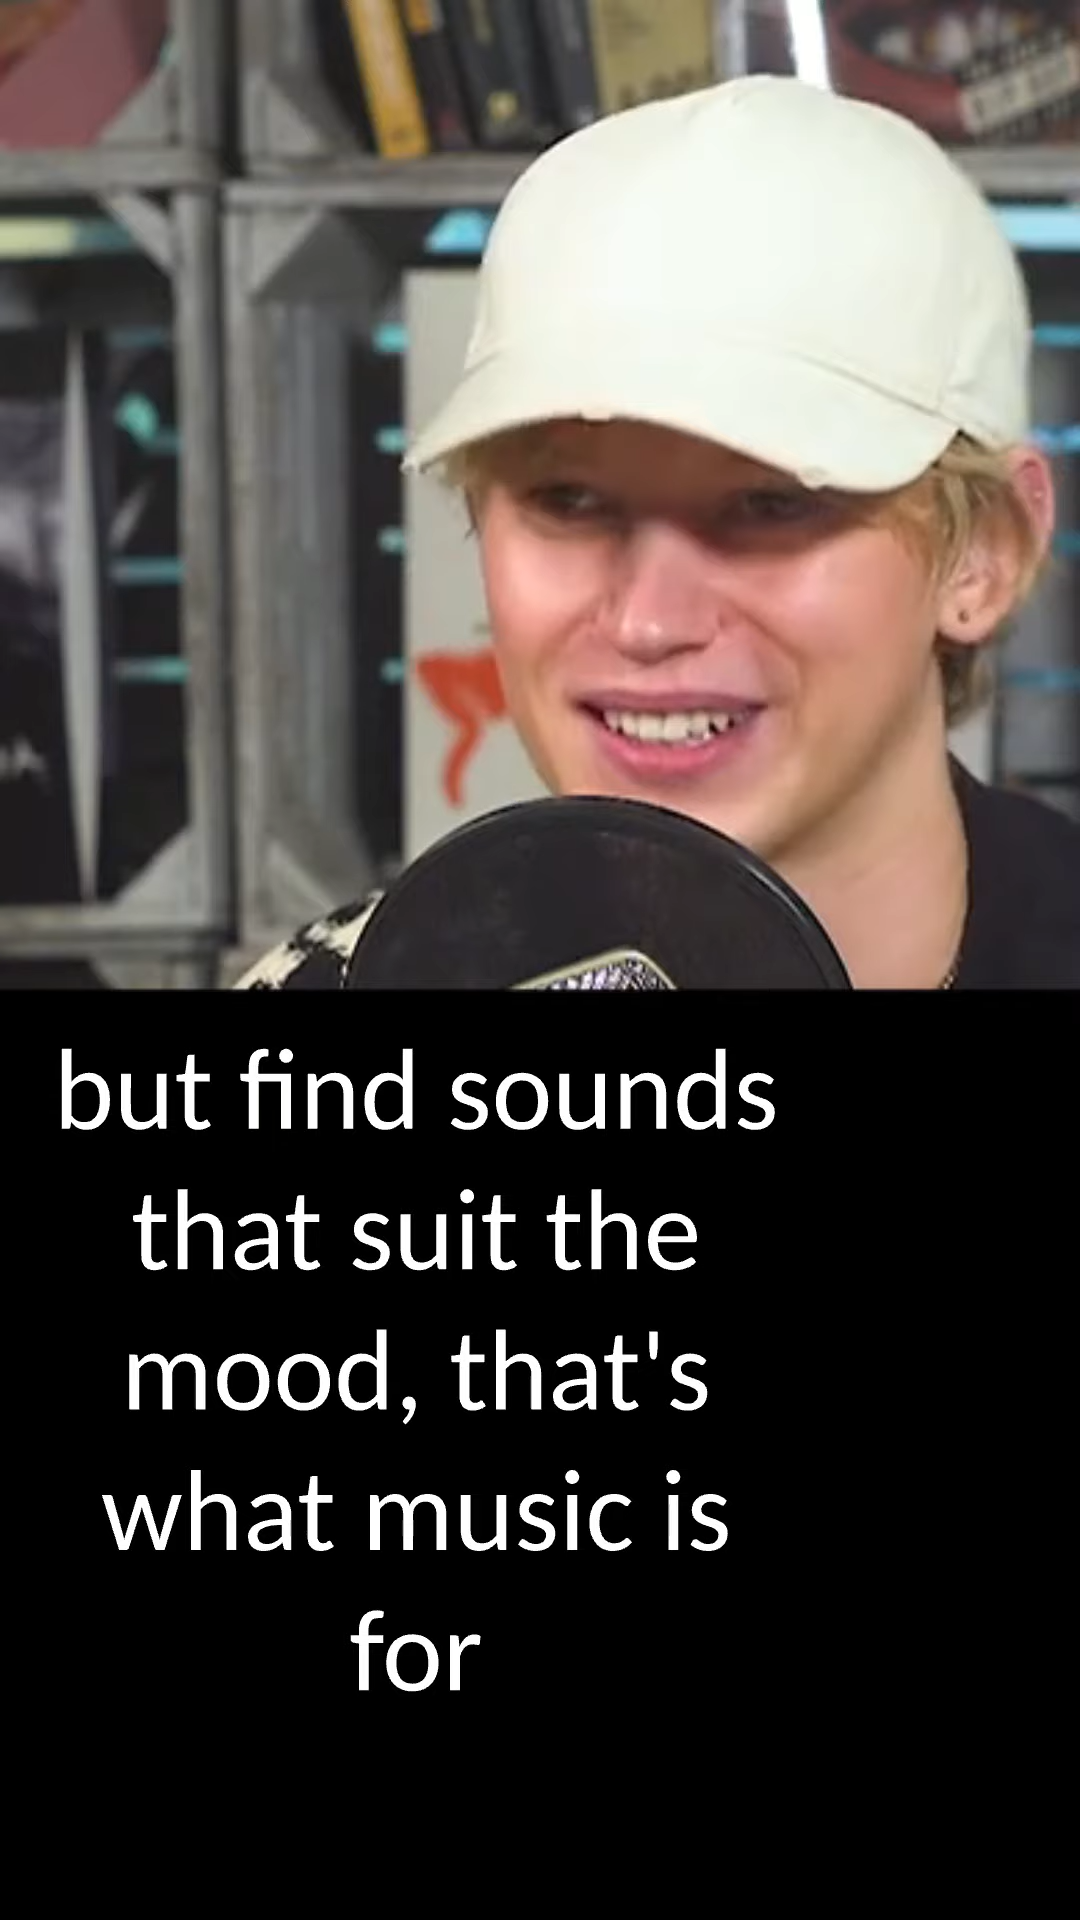 but find sounds
that suit the
mood, that's
what music is
for